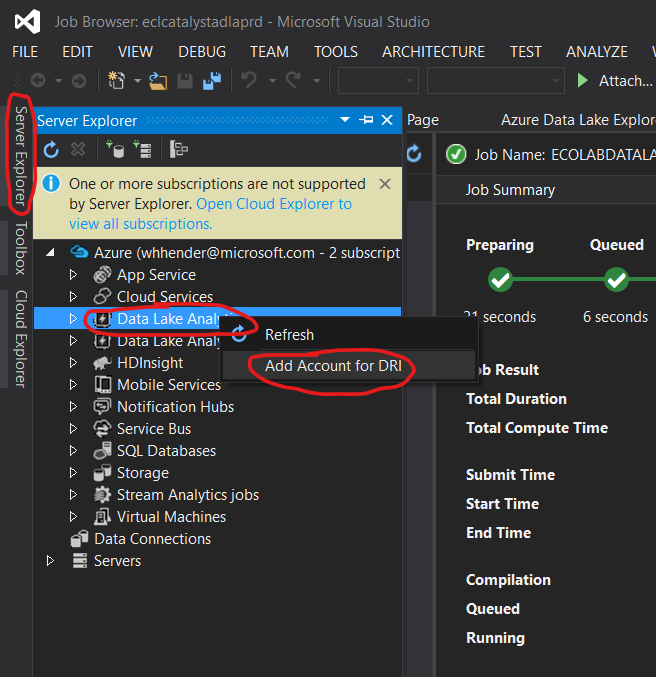 Job Browser: eclcatalystadlaprd - Microsoft Visual Studio
FILE EDIT VIEW DEBUG TEAM TOOLS ARCHITECTURE TEST ANALYZE
Attach...
Server Explorer
Toolbox
Cloud Explorer
Server Explorer
One or more subscriptions are not supported
by Server Explorer. Open Cloud Explorer to
view all subscriptions.
Azure (whhender@microsoft.com - 2 subscript
App Service
Cloud Services
Data Lake Analy
Data Lake Analy
HDInsight
Mobile Services
Notification Hubs
Service Bus
SQL Databases
Storage
Stream Analytics jobs
Virtual Machines
Data Connections
Servers
Refresh
Add Account for DRI
Page Azure Data Lake Explor
Job Name: ECOLABDATALA
Job Summary
Preparing Queued
21 seconds 6 seconds
Job Result
Total Duration
Total Compute Time
Submit Time
Start Time
End Time
Compilation
Queued
Running